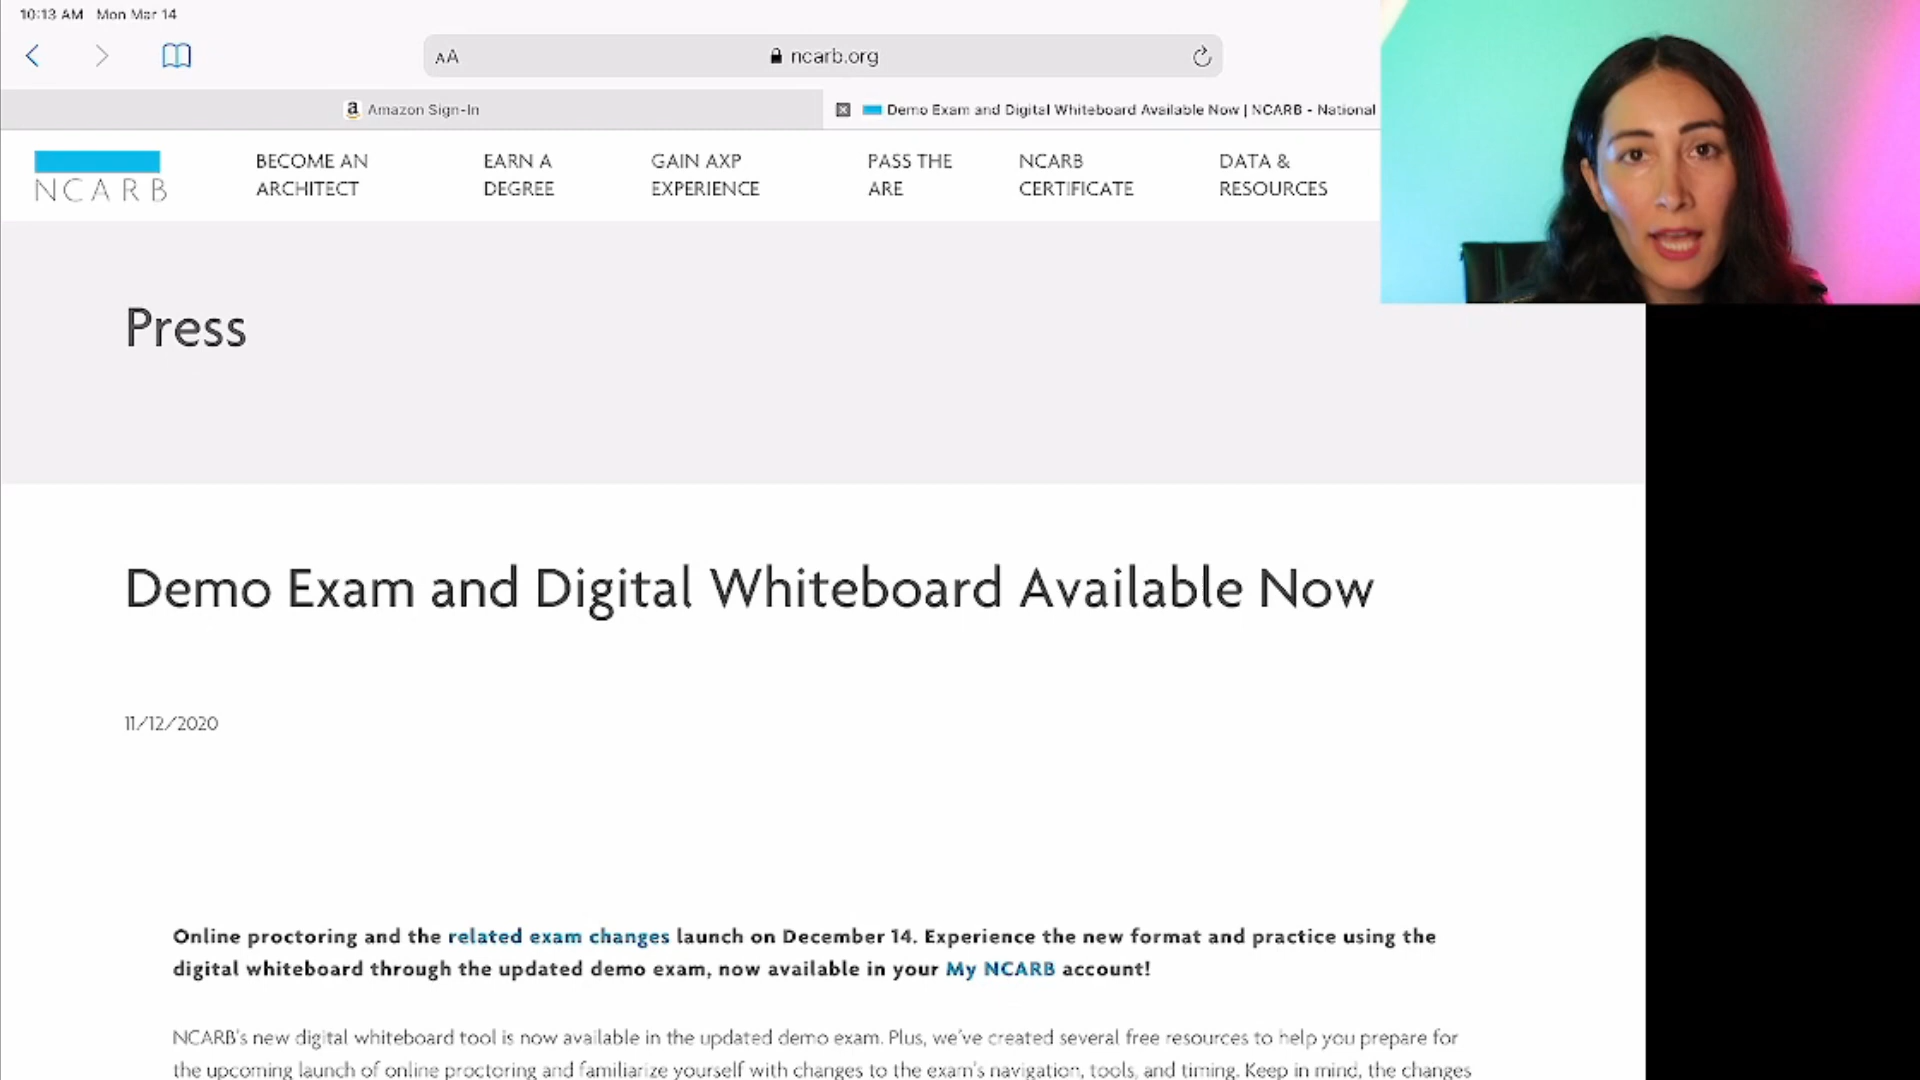 10:13 AM Mon Mar 14
AA ncarb.org
a Amazon Sign-In
Demo Exam and Digital Whiteboard Available Now | NCARB - National
NCARB
BECOME AN
ARCHITECT
EARN A
DEGREE
GAIN AXP
EXPERIENCE
PASS THE
ARE
NCARB
CERTIFICATE
DATA &
RESOURCES
Press
Demo Exam and Digital Whiteboard Available Now
11/12/2020
Online proctoring and the related exam changes launch on December 14. Experience the new format and practice using the
digital whiteboard through the updated demo exam, now available in your My NCARB account!
NCARB's new digital whiteboard tool is now available in the updated demo exam. Plus, we've created several free resources to help you prepare for
the upcoming launch of online proctoring and familiarize yourself with changes to the exam's navigation, tools, and timing. Keep in mind, the changes